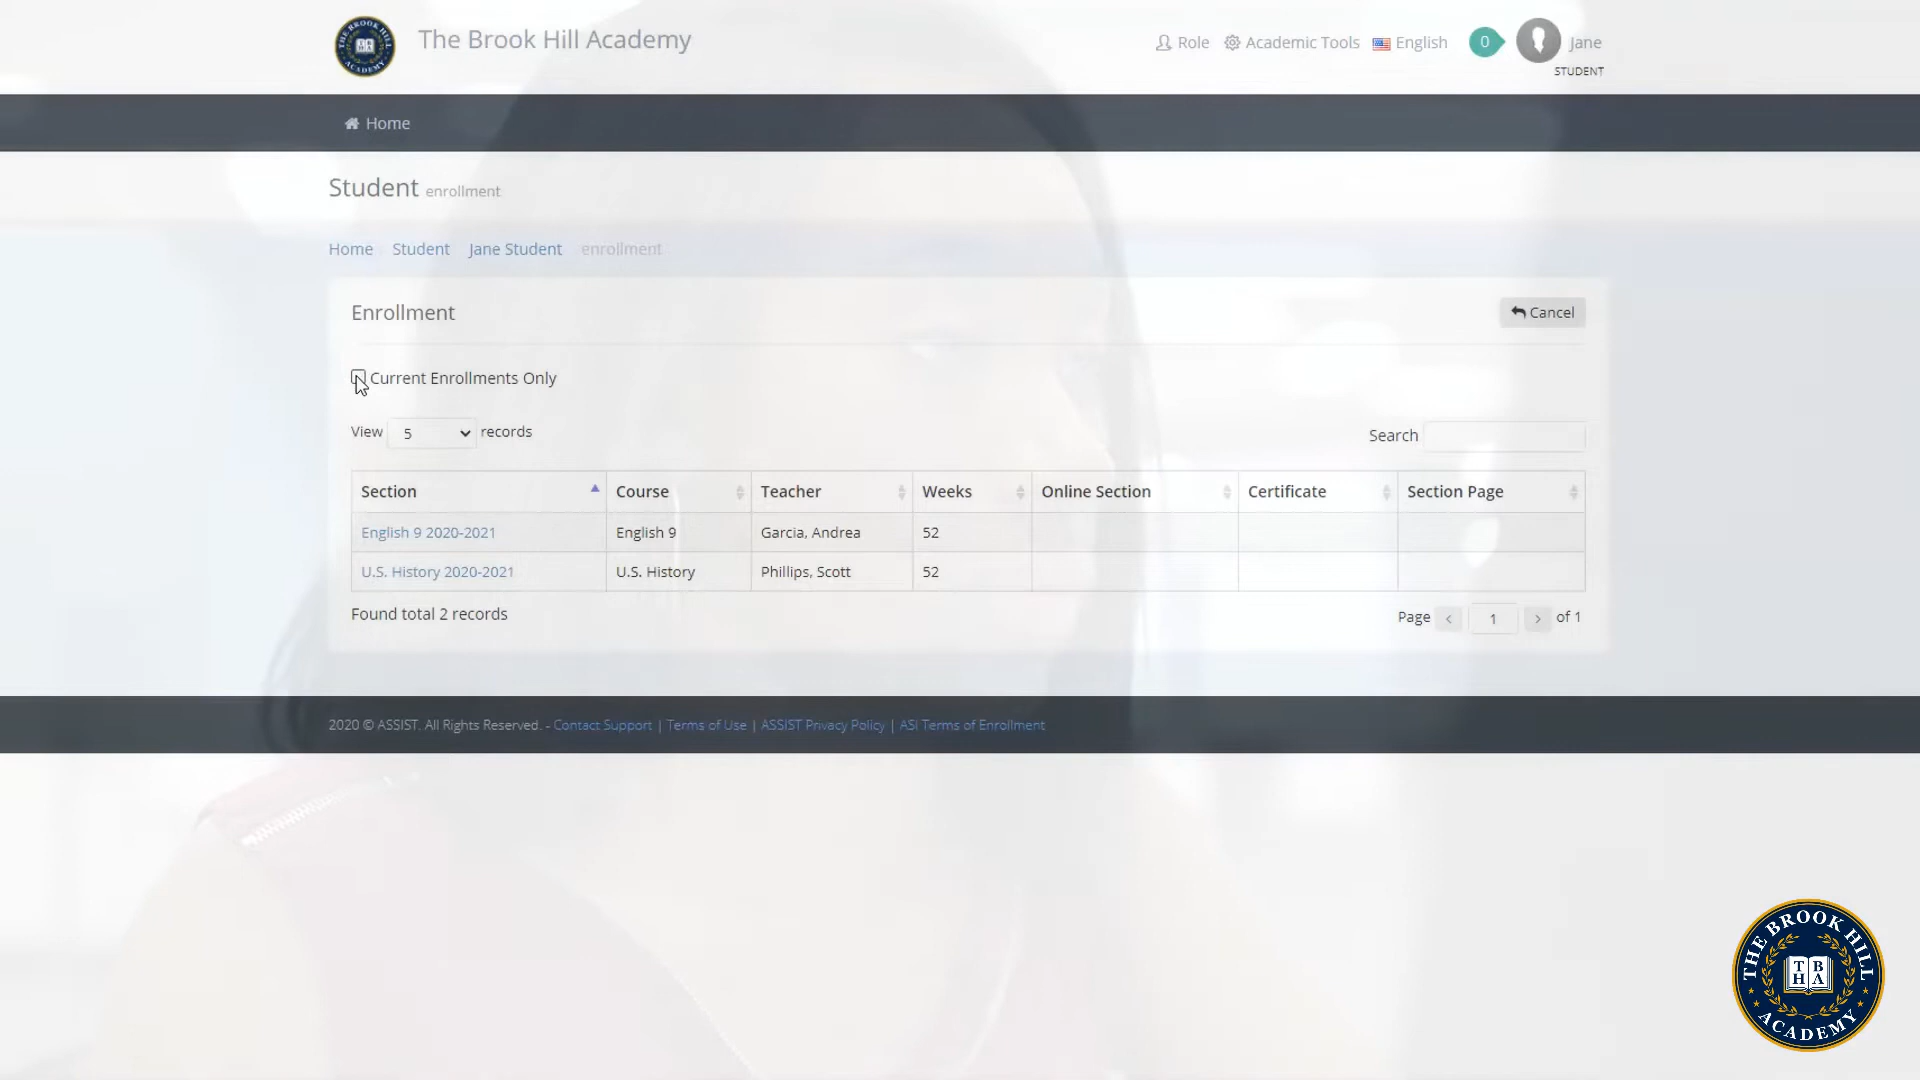 The Brook Hill Academy
Role Academic Tools English 0 Jane
STUDENT
Home
Student enrollment
Home Student Jane Student enrollment
Enrollment
Cancel
Current Enrollments Only
View 5 records
Search
Section Course Teacher Weeks Online Section Certificate Section Page
English 9 2020-2021 English 9 Garcia, Andrea 52
U.S. History 2020-2021 U.S. History Phillips, Scott 52
Found total 2 records
Page < 1 > of 1
2020 © ASSIST. All Rights Reserved. - Contact Support | Terms of Use | ASSIST Privacy Policy | ASI Terms of Enrollment
THE BROOK HILL
T B
H A
ACADEMY